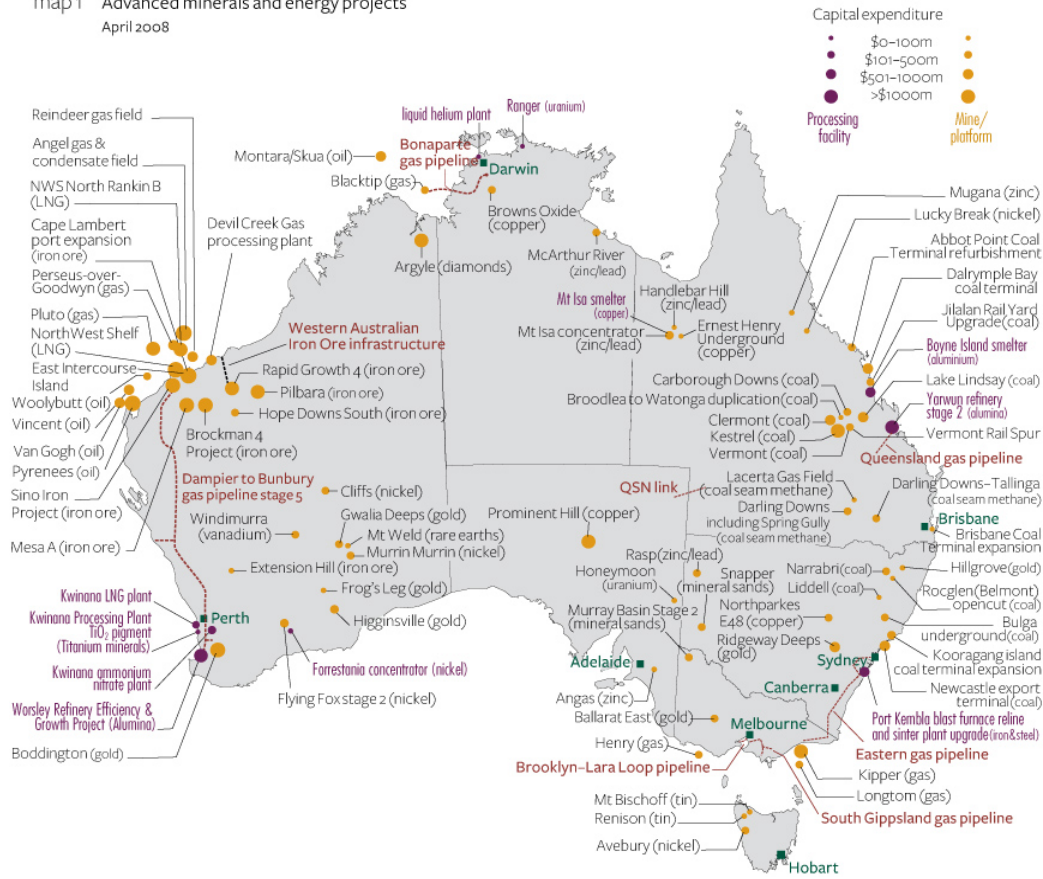 map 1 Advanced minerals and energy projects
April 2008
Capital expenditure
$0–100m
$101–500m
$501–1000m
>$1000m
Processing
facility
Mine/
platform
Reindeer gas field
Angel gas &
condensate field
NWS North Rankin B
(LNG)
Cape Lambert
port expansion
(iron ore)
Perseus-over-
Goodwyn (gas)
Pluto (gas)
North West Shelf
(LNG)
East Intercourse
Island
Woolybutt (oil)
Vincent (oil)
Van Gogh (oil)
Pyrenees (oil)
Sino Iron
Project (iron ore)
Mesa A (iron ore)
Devil Creek Gas
processing plant
Montara/Skua (oil)
Blacktip (gas)
liquid helium plant
Ranger (uranium)
Bonaparte
gas pipeline
Darwin
Browns Oxide
(copper)
Argyle (diamonds)
McArthur River
(zinc/lead)
Handlebar Hill
(zinc/lead)
Mt Isa smelter
(copper)
Mt Isa concentrator
(zinc/lead)
Ernest Henry
Underground
(copper)
Western Australian
Iron Ore infrastructure
Rapid Growth 4 (iron ore)
Pilbara (iron ore)
Hope Downs South (iron ore)
Brockman 4
Project (iron ore)
Dampier to Bunbury
gas pipeline stage 5
Cliffs (nickel)
Windimurra
(vanadium)
Gwalia Deeps (gold)
Mt Weld (rare earths)
Murrin Murrin (nickel)
Extension Hill (iron ore)
Frog's Leg (gold)
Higginsville (gold)
Kwinana LNG plant
Perth
Kwinana Processing Plant
TiO₂ pigment
(Titanium minerals)
Kwinana ammonium
nitrate plant
Worsley Refinery Efficiency &
Growth Project (Alumina)
Boddington (gold)
Forrestania concentrator (nickel)
Flying Fox stage 2 (nickel)
Mugana (zinc)
Lucky Break (nickel)
Abbot Point Coal
Terminal refurbishment
Dalrymple Bay
coal terminal
Jilalan Rail Yard
Upgrade (coal)
Boyne Island smelter
(aluminium)
Lake Lindsay (coal)
Yarwun refinery
stage 2 (alumina)
Vermont Rail Spur
Queensland gas pipeline
Carborough Downs (coal)
Broodlea to Watonga duplication (coal)
Clermont (coal)
Kestrel (coal)
Vermont (coal)
Lacerta Gas Field
(coal seam methane)
QSN link
Darling Downs
including Spring Gully
(coal seam methane)
Darling Downs–Tallinga
(coal seam methane)
Brisbane
Brisbane Coal
Terminal expansion
Prominent Hill (copper)
Rasp (zinc/lead)
Honeymoon
(uranium)
Snapper
(mineral sands)
Murray Basin Stage 2
(mineral sands)
Northparkes
E48 (copper)
Ridgeway Deeps
(gold)
Narrabri (coal)
Liddell (coal)
Hillgrove (gold)
Rocglen (Belmont)
opencut (coal)
Bulga
underground (coal)
Kooragang island
coal terminal expansion
Newcastle export
terminal (coal)
Sydney
Adelaide
Canberra
Angas (zinc)
Ballarat East (gold)
Melbourne
Henry (gas)
Brooklyn–Lara Loop pipeline
Port Kembla blast furnace reline
and sinter plant upgrade (iron & steel)
Eastern gas pipeline
Kipper (gas)
Longtom (gas)
South Gippsland gas pipeline
Mt Bischoff (tin)
Renison (tin)
Avebury (nickel)
Hobart